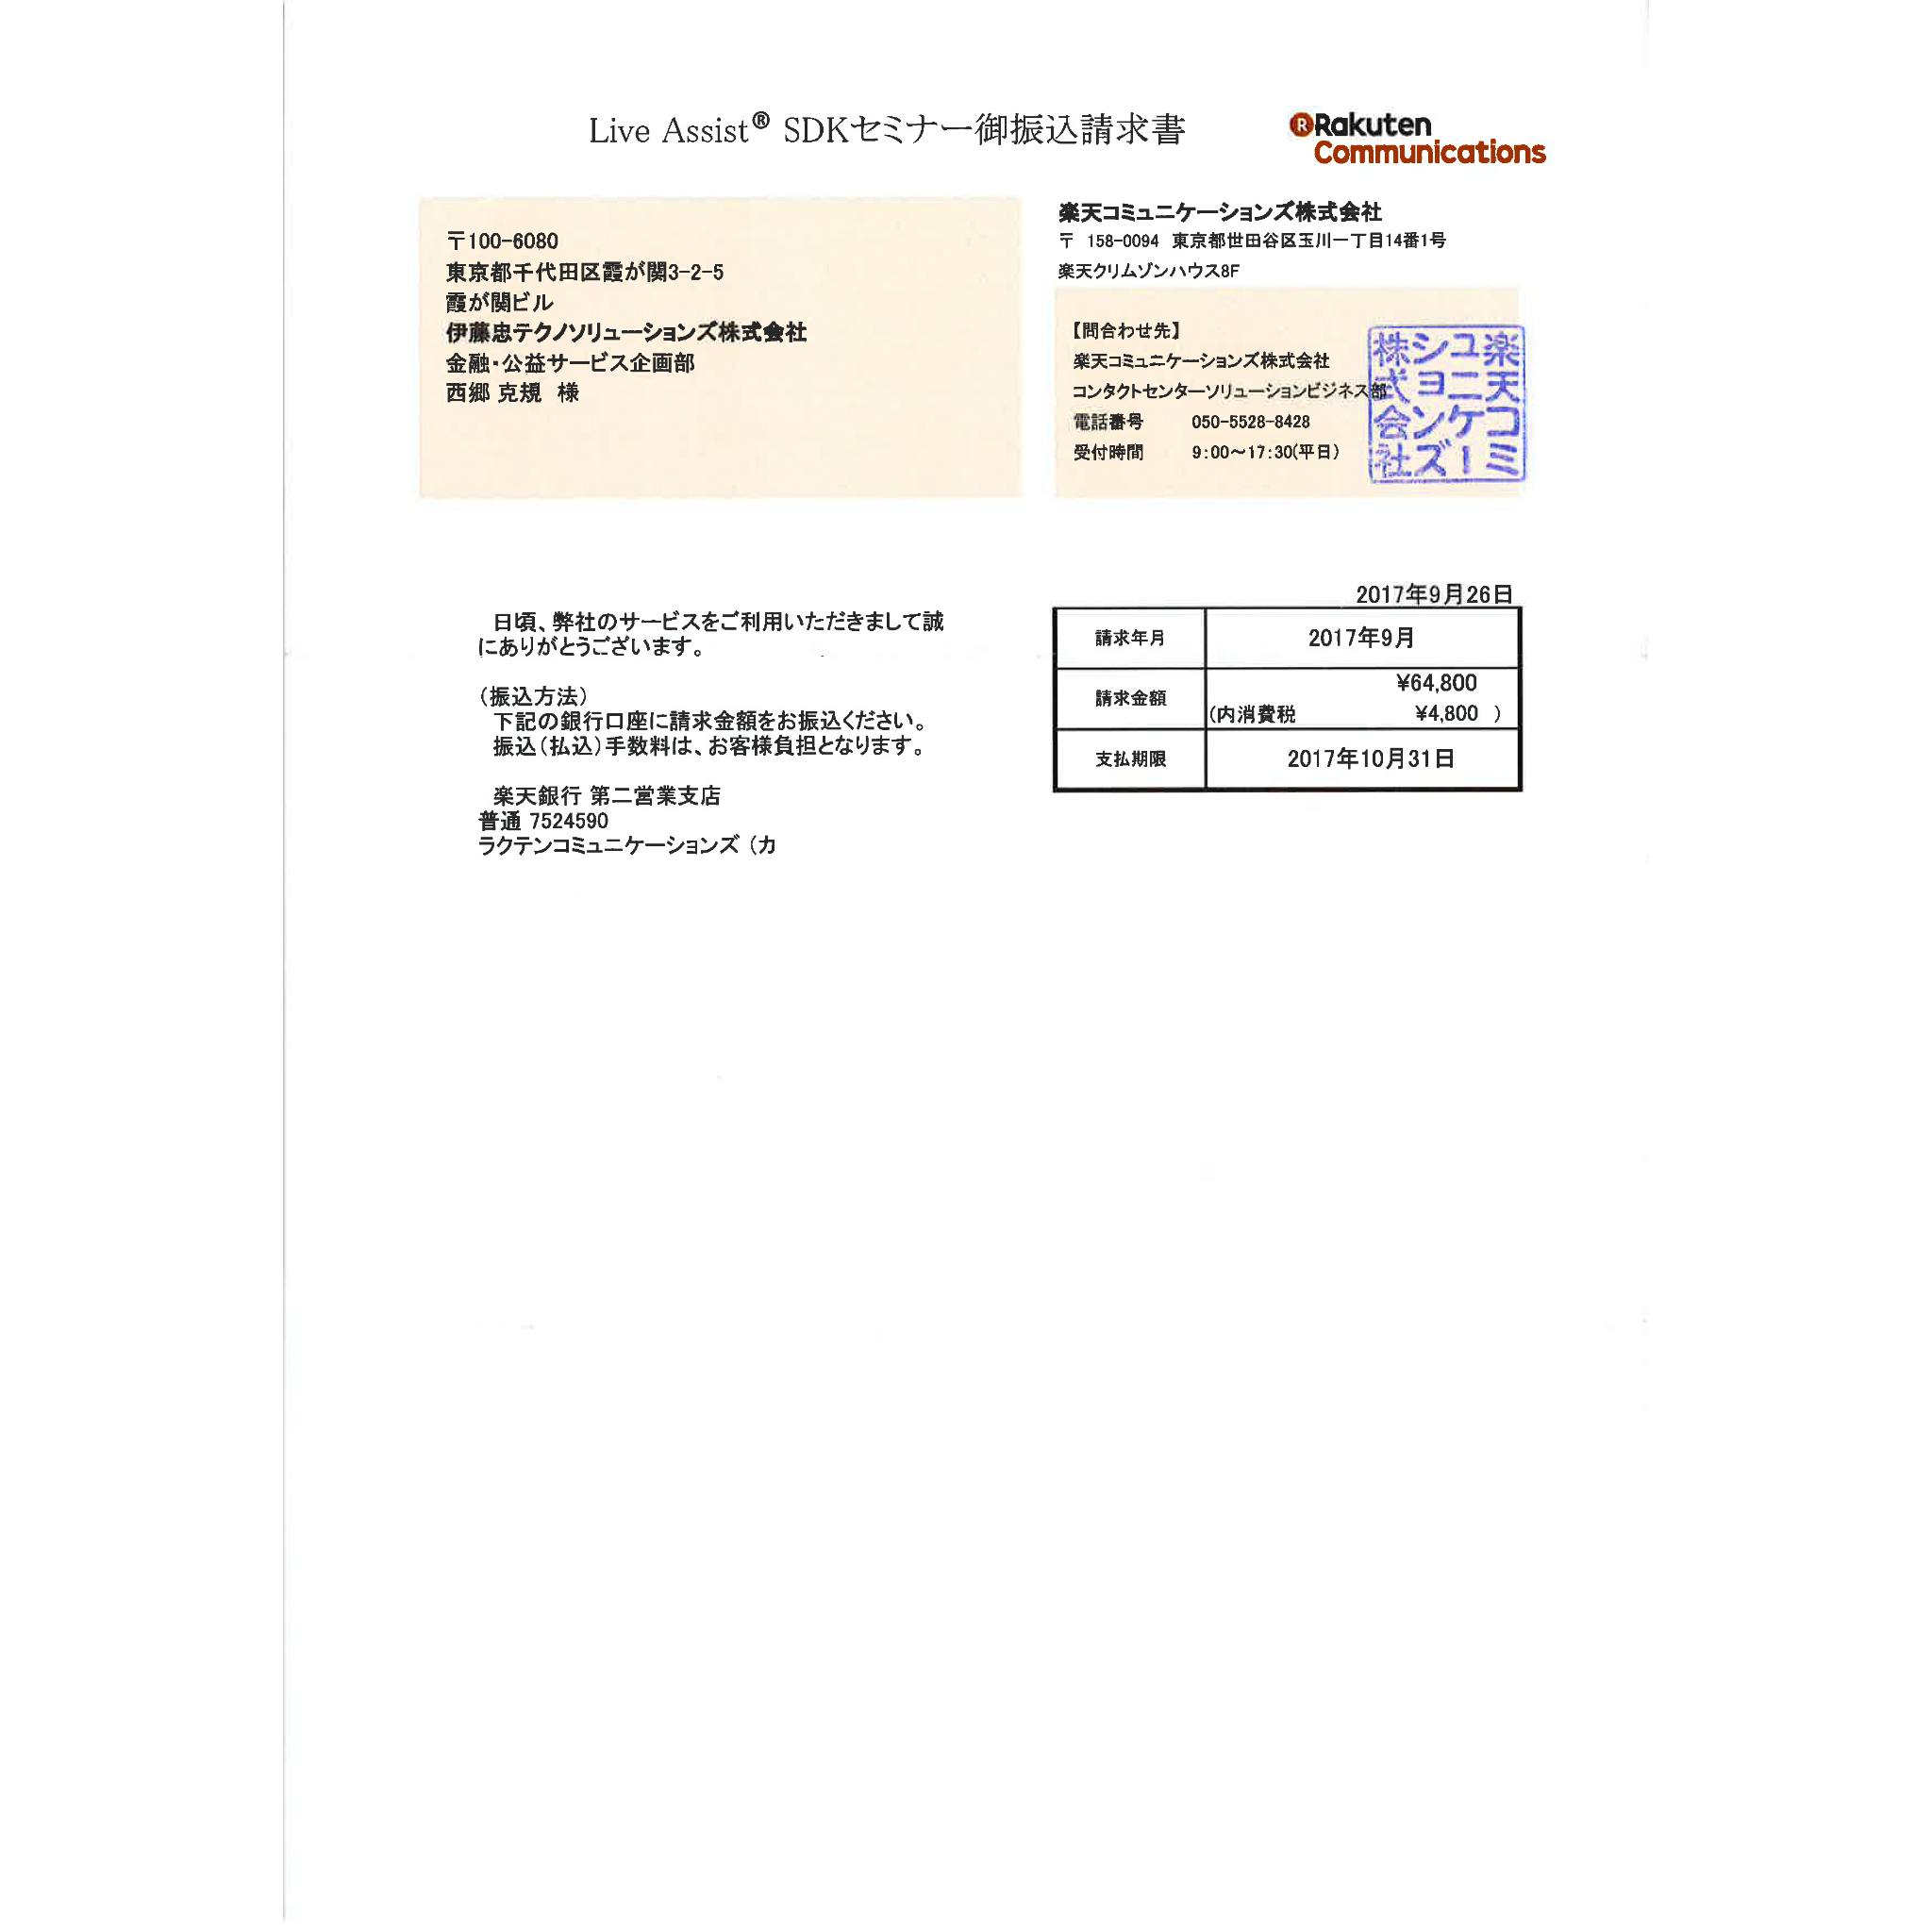 Live Assist® SDKセミナー御振込請求書
Rakuten
Communications
〒100-6080
東京都千代田区霞が関3-2-5
霞が関ビル
伊藤忠テクノソリューションズ株式会社
金融・公益サービス企画部
西郷 克規 様
楽天コミュニケーションズ株式会社
〒 158-0094 東京都世田谷区玉川一丁目14番1号
楽天クリムゾンハウス8F
【問合わせ先】
楽天コミュニケーションズ株式会社
コンタクトセンターソリューションビジネス部
電話番号 050-5528-8428
受付時間 9:00～17:30(平日)
楽天コミ
ュニケー
ションズ
株式会社
日頃、弊社のサービスをご利用いただきまして誠
にありがとうございます。
（振込方法）
下記の銀行口座に請求金額をお振込ください。
振込（払込）手数料は、お客様負担となります。
楽天銀行 第二営業支店
普通 7524590
ラクテンコミュニケーションズ（カ
2017年9月26日
請求年月 2017年9月
請求金額 ¥64,800
(内消費税 ¥4,800 )
支払期限 2017年10月31日